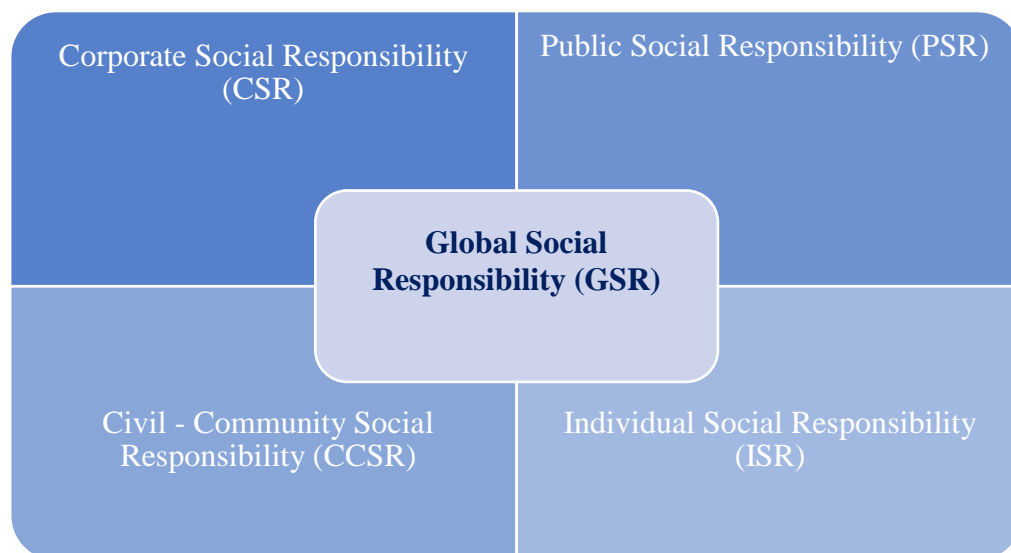 Corporate Social Responsibility
(CSR)
Public Social Responsibility (PSR)
Global Social
Responsibility (GSR)
Civil - Community Social
Responsibility (CCSR)
Individual Social Responsibility
(ISR)